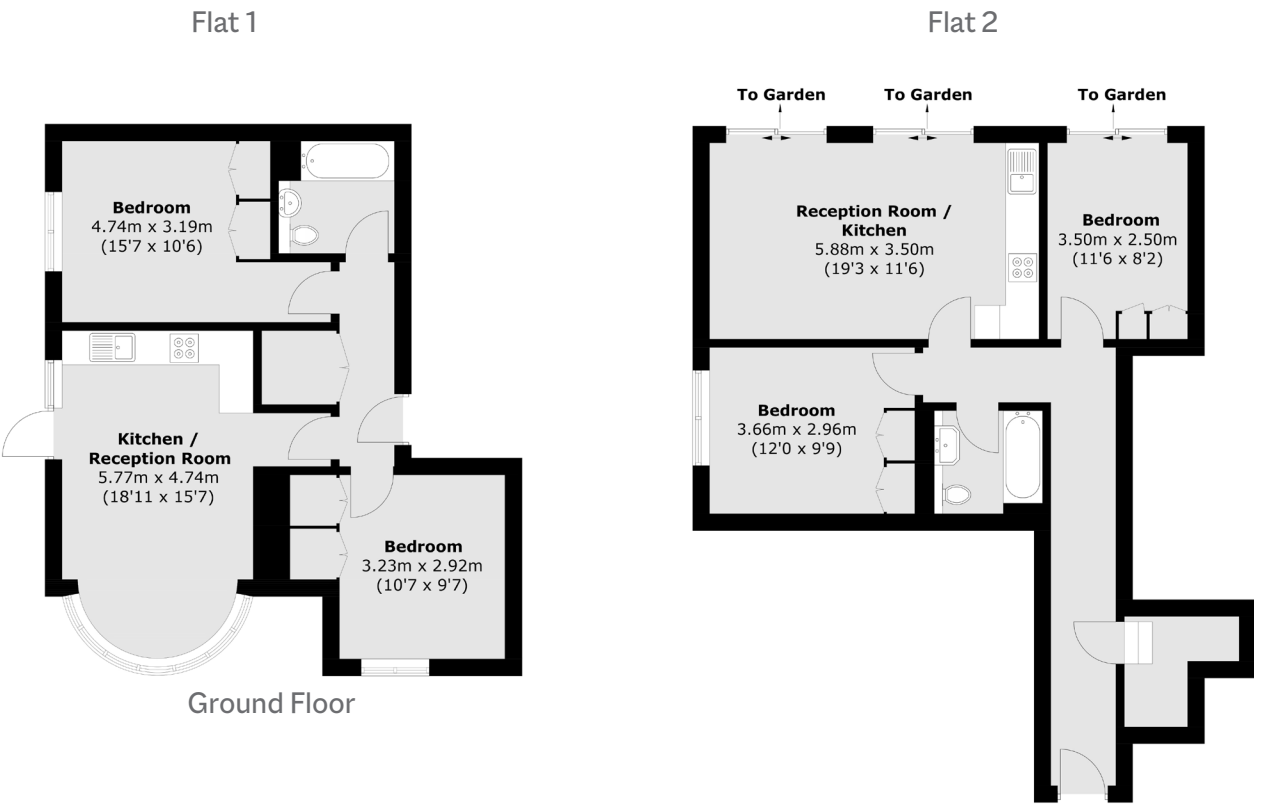 Flat 1
Bedroom
4.74m x 3.19m
(15'7 x 10'6)
Kitchen /
Reception Room
5.77m x 4.74m
(18'11 x 15'7)
Bedroom
3.23m x 2.92m
(10'7 x 9'7)
Ground Floor
Flat 2
To Garden
To Garden
To Garden
Reception Room /
Kitchen
5.88m x 3.50m
(19'3 x 11'6)
Bedroom
3.50m x 2.50m
(11'6 x 8'2)
Bedroom
3.66m x 2.96m
(12'0 x 9'9)